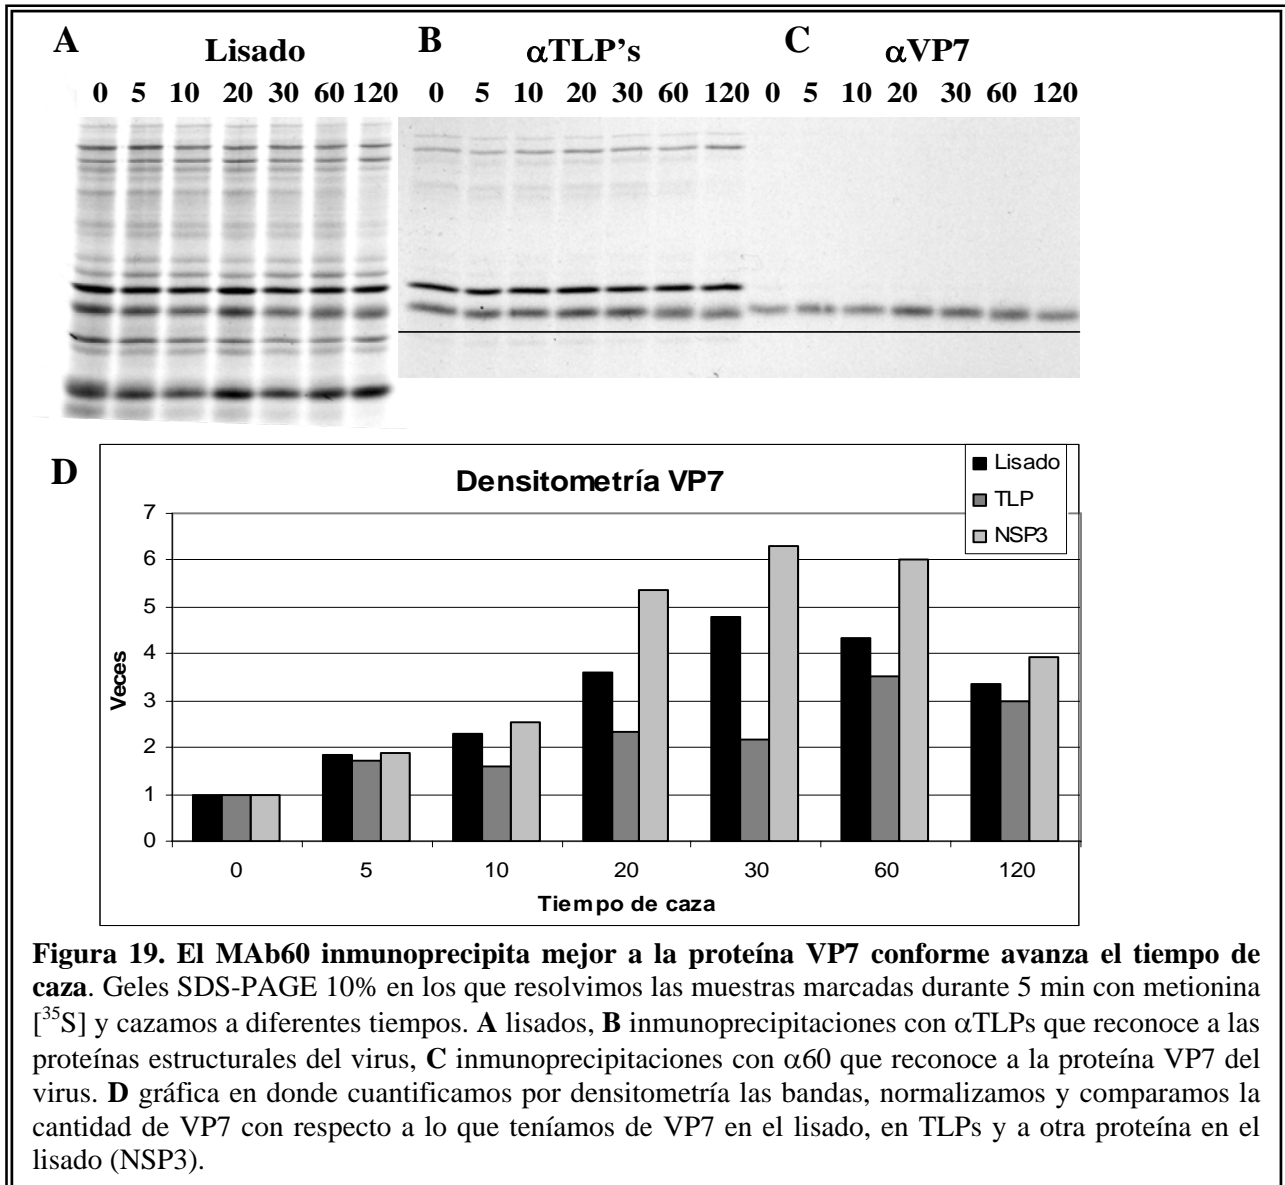 A B C
Lisado αTLP's αVP7
0 5 10 20 30 60 120 0 5 10 20 30 60 120 0 5 10 20 30 60 120
D
Densitometría VP7
Lisado
TLP
NSP3
7
6
5
4
3
2
1
0
Veces
0 5 10 20 30 60 120
Tiempo de caza
Figura 19. El MAb60 inmunoprecipita mejor a la proteína VP7 conforme avanza el tiempo de
caza. Geles SDS-PAGE 10% en los que resolvimos las muestras marcadas durante 5 min con metionina
[³⁵S] y cazamos a diferentes tiempos. A lisados, B inmunoprecipitaciones con αTLPs que reconoce a las
proteínas estructurales del virus, C inmunoprecipitaciones con α60 que reconoce a la proteína VP7 del
virus. D gráfica en donde cuantificamos por densitometría las bandas, normalizamos y comparamos la
cantidad de VP7 con respecto a lo que teníamos de VP7 en el lisado, en TLPs y a otra proteína en el
lisado (NSP3).